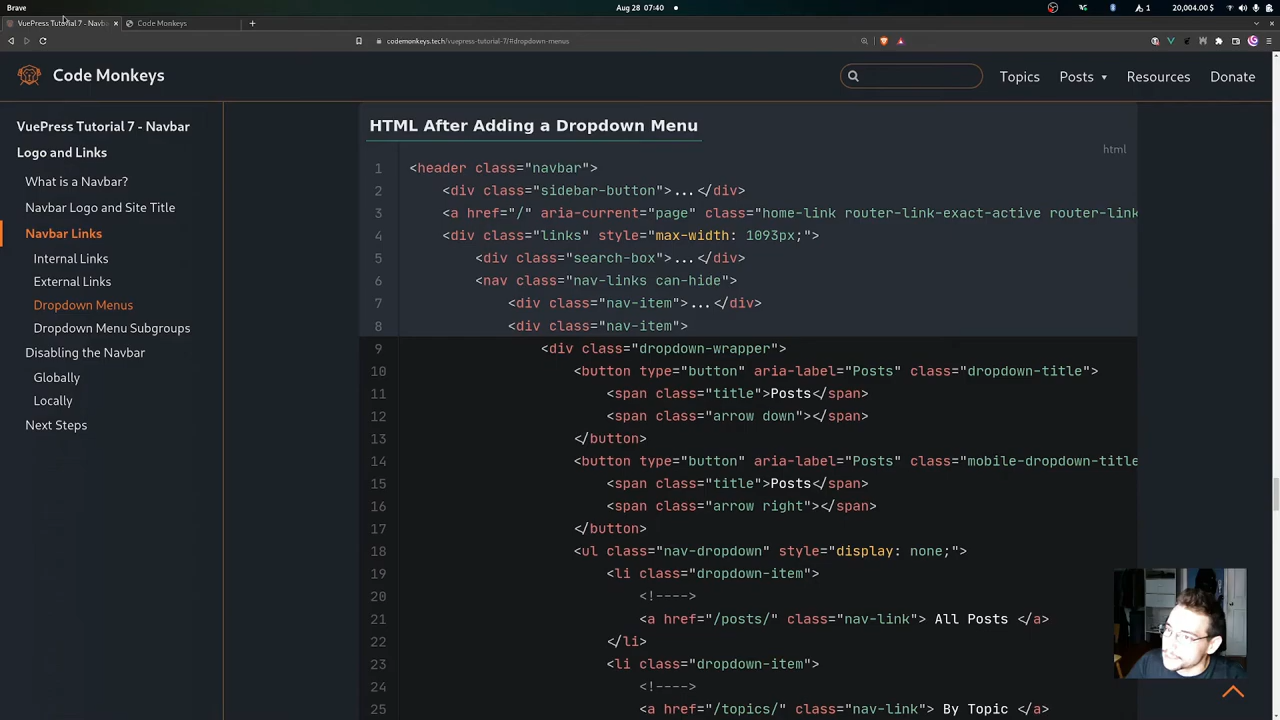 Brave
Aug 28 07:40
1
20,004.00 $
VuePress Tutorial 7 - Navba
Code Monkeys
codemonkeys.tech/vuepress-tutorial-7/#dropdown-menus
Code Monkeys
Topics
Posts
Resources
Donate
VuePress Tutorial 7 - Navbar
Logo and Links
What is a Navbar?
Navbar Logo and Site Title
Navbar Links
Internal Links
External Links
Dropdown Menus
Dropdown Menu Subgroups
Disabling the Navbar
Globally
Locally
Next Steps
HTML After Adding a Dropdown Menu
html
1 <header class="navbar">
2 <div class="sidebar-button">...</div>
3 <a href="/" aria-current="page" class="home-link router-link-exact-active router-link
4 <div class="links" style="max-width: 1093px;">
5 <div class="search-box">...</div>
6 <nav class="nav-links can-hide">
7 <div class="nav-item">...</div>
8 <div class="nav-item">
9 <div class="dropdown-wrapper">
10 <button type="button" aria-label="Posts" class="dropdown-title">
11 <span class="title">Posts</span>
12 <span class="arrow down"></span>
13 </button>
14 <button type="button" aria-label="Posts" class="mobile-dropdown-title
15 <span class="title">Posts</span>
16 <span class="arrow right"></span>
17 </button>
18 <ul class="nav-dropdown" style="display: none;">
19 <li class="dropdown-item">
20 <!---->
21 <a href="/posts/" class="nav-link"> All Posts </a>
22 </li>
23 <li class="dropdown-item">
24 <!---->
25 <a href="/topics/" class="nav-link"> By Topic </a>